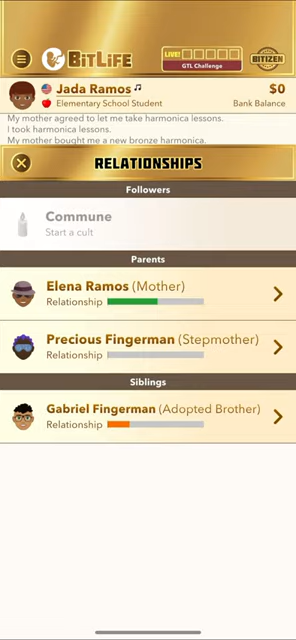 BitLife
LIVE!
GTL Challenge
BITIZEN
Jada Ramos
$0
Elementary School Student
Bank Balance
My mother agreed to let me take harmonica lessons.
I took harmonica lessons.
My mother bought me a new bronze harmonica.
RELATIONSHIPS
Followers
Commune
Start a cult
Parents
Elena Ramos (Mother)
Relationship
Precious Fingerman (Stepmother)
Relationship
Siblings
Gabriel Fingerman (Adopted Brother)
Relationship